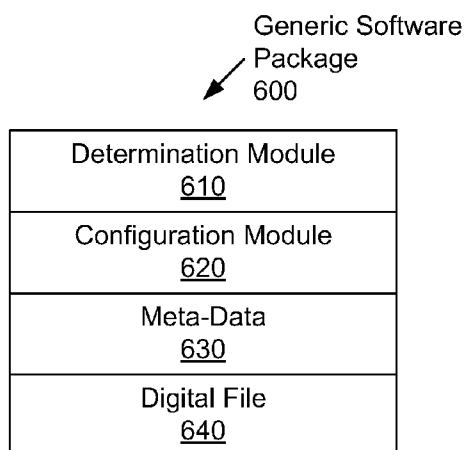 Generic Software
Package
600
Determination Module
610
Configuration Module
620
Meta-Data
630
Digital File
640